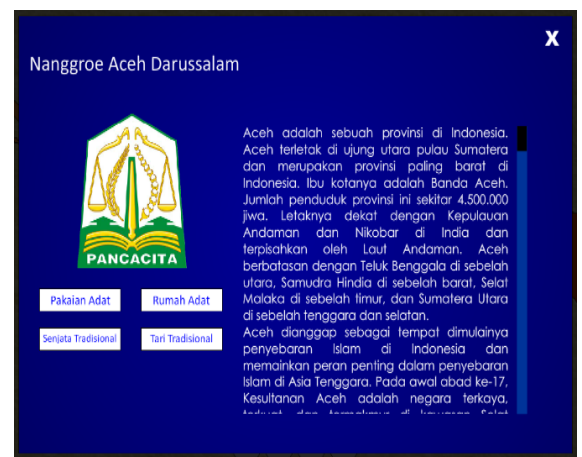 X
Nanggroe Aceh Darussalam
PANCACITA
Pakaian Adat
Rumah Adat
Senjata Tradisional
Tari Tradisional
Aceh adalah sebuah provinsi di Indonesia.
Aceh terletak di ujung utara pulau Sumatera
dan merupakan provinsi paling barat di
Indonesia. Ibu kotanya adalah Banda Aceh.
Jumlah penduduk provinsi ini sekitar 4.500.000
jiwa. Letaknya dekat dengan Kepulauan
Andaman dan Nikobar di India dan
terpisahkan oleh Laut Andaman. Aceh
berbatasan dengan Teluk Benggala di sebelah
utara, Samudra Hindia di sebelah barat, Selat
Malaka di sebelah timur, dan Sumatera Utara
di sebelah tenggara dan selatan.
Aceh dianggap sebagai tempat dimulainya
penyebaran Islam di Indonesia dan
memainkan peran penting dalam penyebaran
Islam di Asia Tenggara. Pada awal abad ke-17,
Kesultanan Aceh adalah negara terkaya,